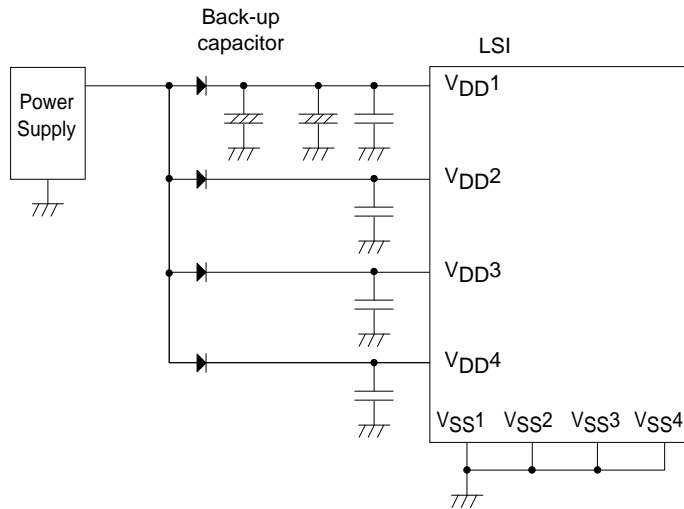 Back-up
capacitor
LSI
Power
Supply
VDD1
VDD2
VDD3
VDD4
VSS1 VSS2 VSS3 VSS4